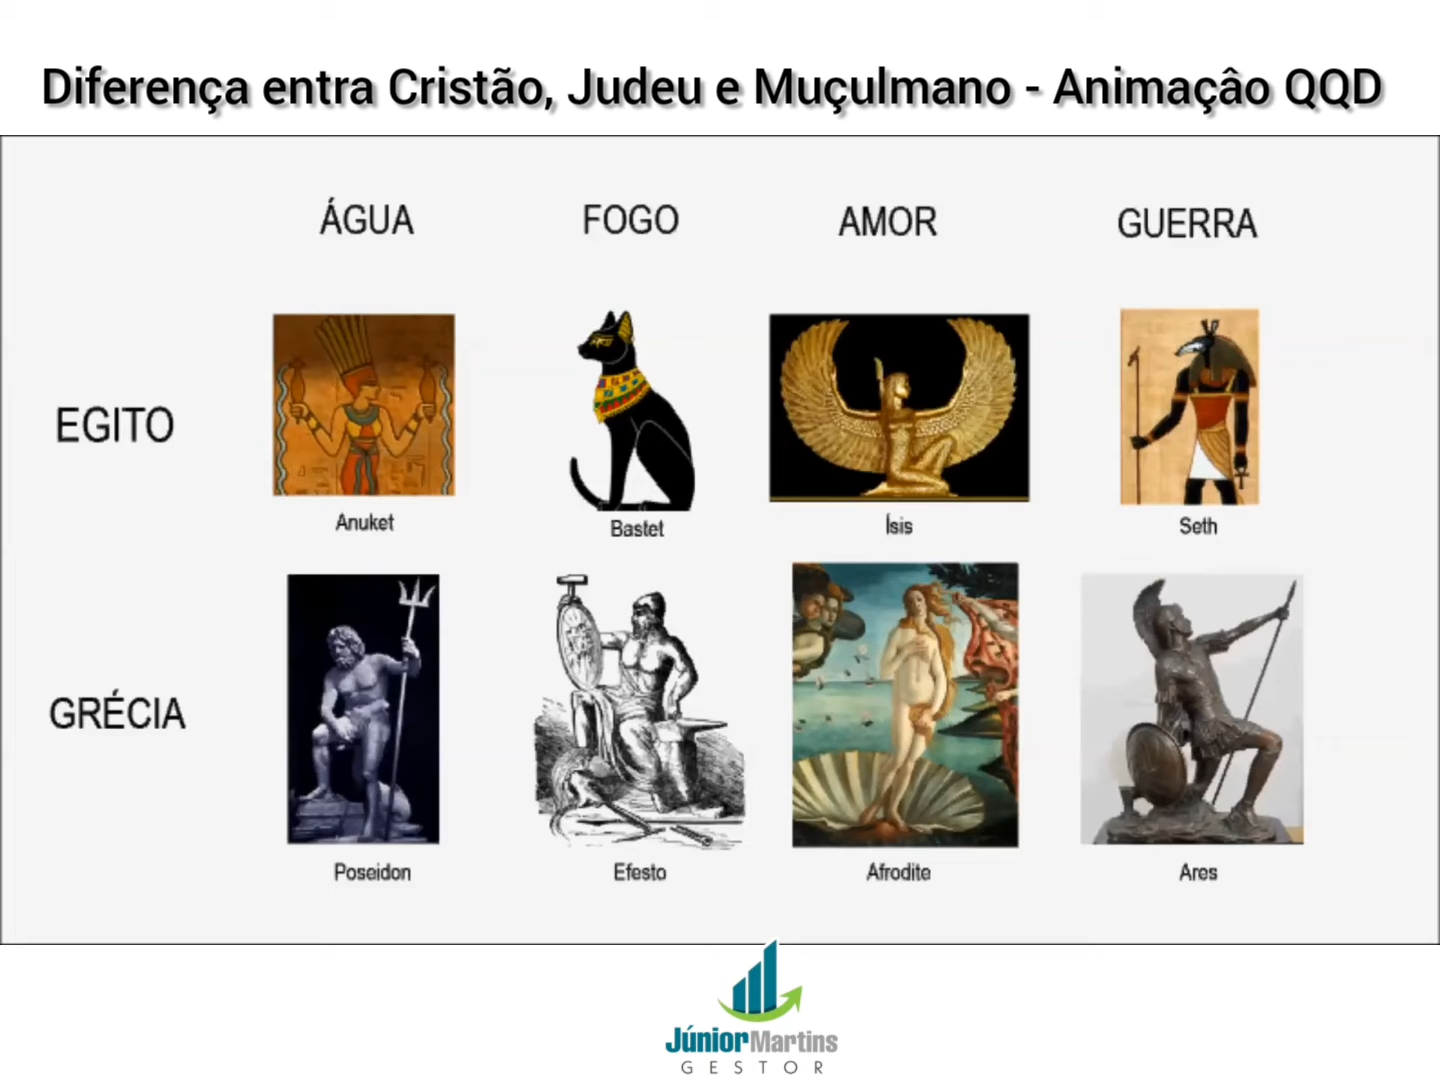 Diferença entra Cristão, Judeu e Muçulmano - Animaçâo QQD
ÁGUA FOGO AMOR GUERRA
EGITO
Anuket Bastet Ísis Seth
GRÉCIA
Poseidon Efesto Afrodite Ares
JúniorMartins
GESTOR